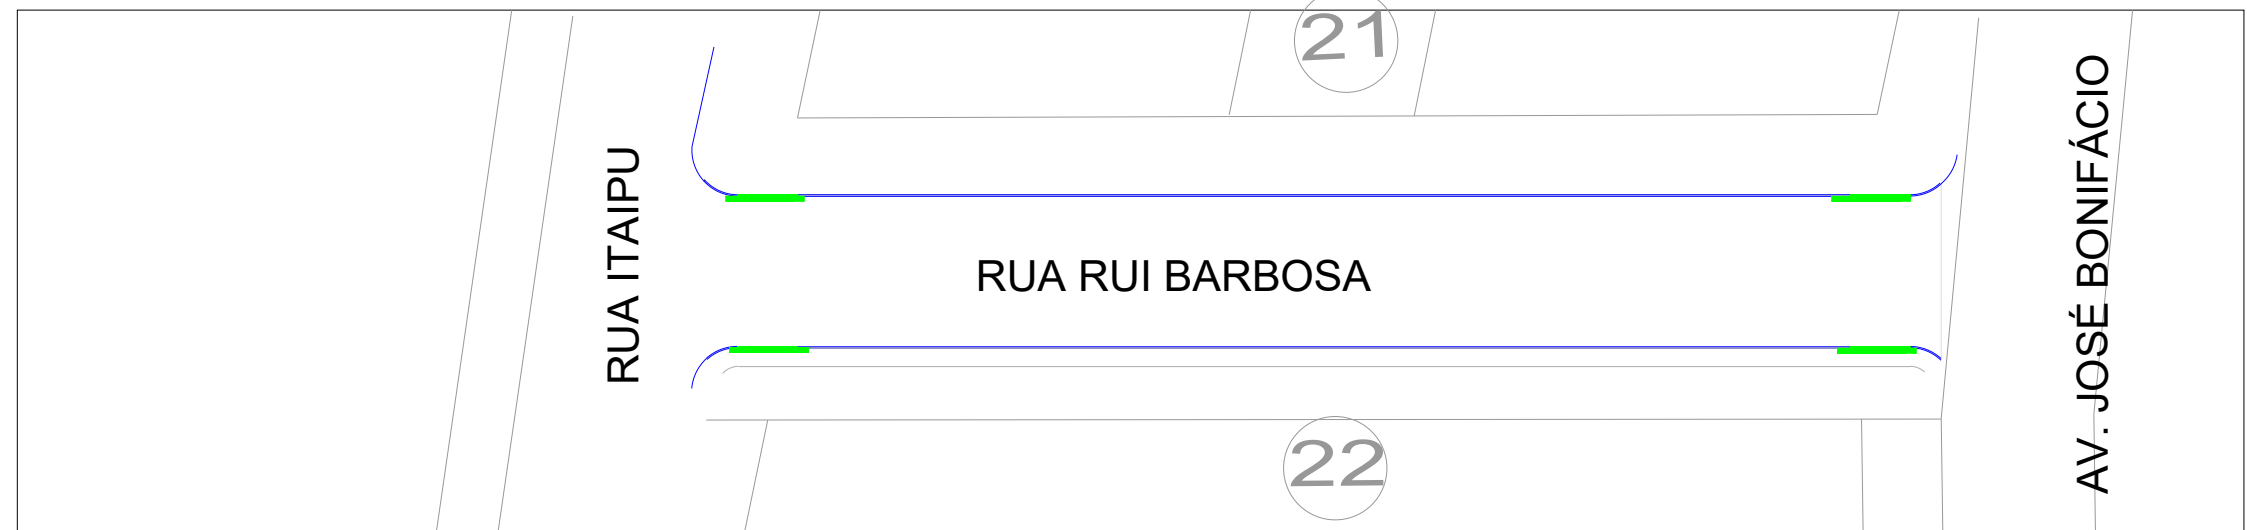 21
RUA ITAIPU
RUA RUI BARBOSA
AV. JOSÉ BONIFÁCIO
22